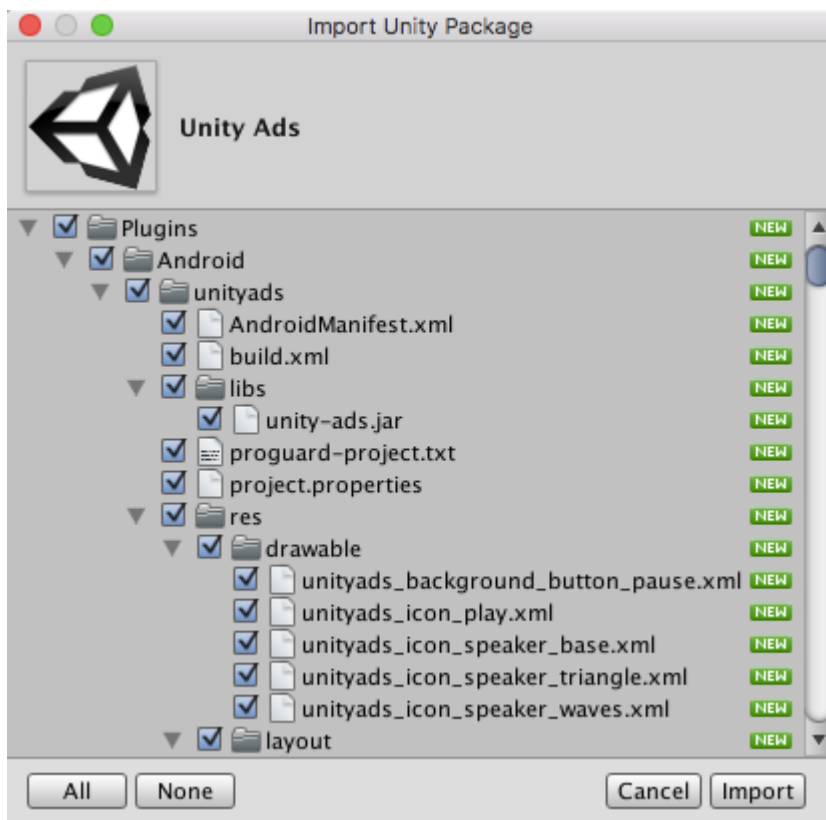 Import Unity Package
Unity Ads
Plugins NEW
Android NEW
unityads NEW
AndroidManifest.xml NEW
build.xml NEW
libs NEW
unity-ads.jar NEW
proguard-project.txt NEW
project.properties NEW
res NEW
drawable NEW
unityads_background_button_pause.xml NEW
unityads_icon_play.xml NEW
unityads_icon_speaker_base.xml NEW
unityads_icon_speaker_triangle.xml NEW
unityads_icon_speaker_waves.xml NEW
layout NEW
All None Cancel Import